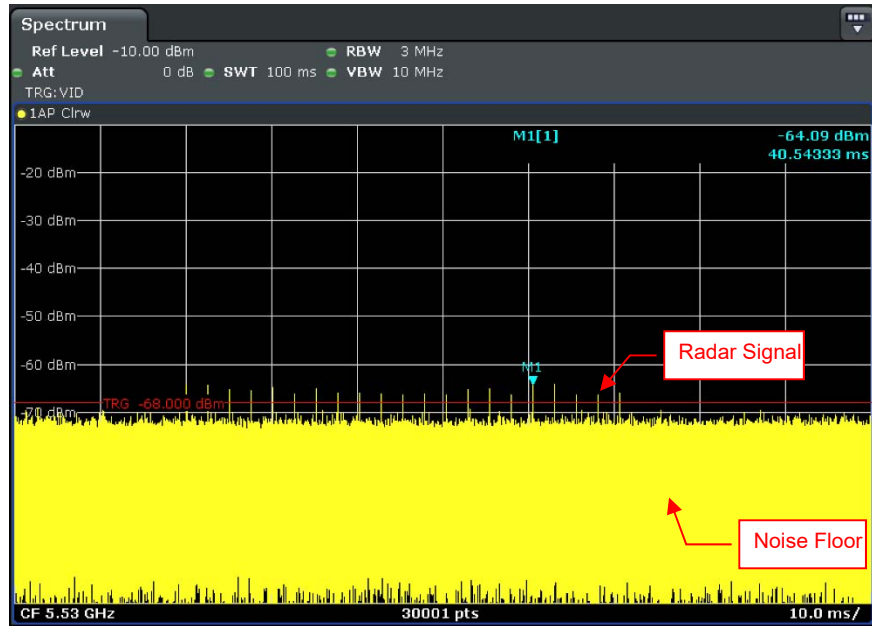 Spectrum
Ref Level -10.00 dBm RBW 3 MHz
Att 0 dB SWT 100 ms VBW 10 MHz
TRG:VID
1AP Clrw
M1[1] -64.09 dBm
40.54333 ms
-20 dBm
-30 dBm
-40 dBm
-50 dBm
Radar Signal
-60 dBm
M1
TRG -68.000 dBm
-70 dBm
Noise Floor
CF 5.53 GHz 30001 pts 10.0 ms/